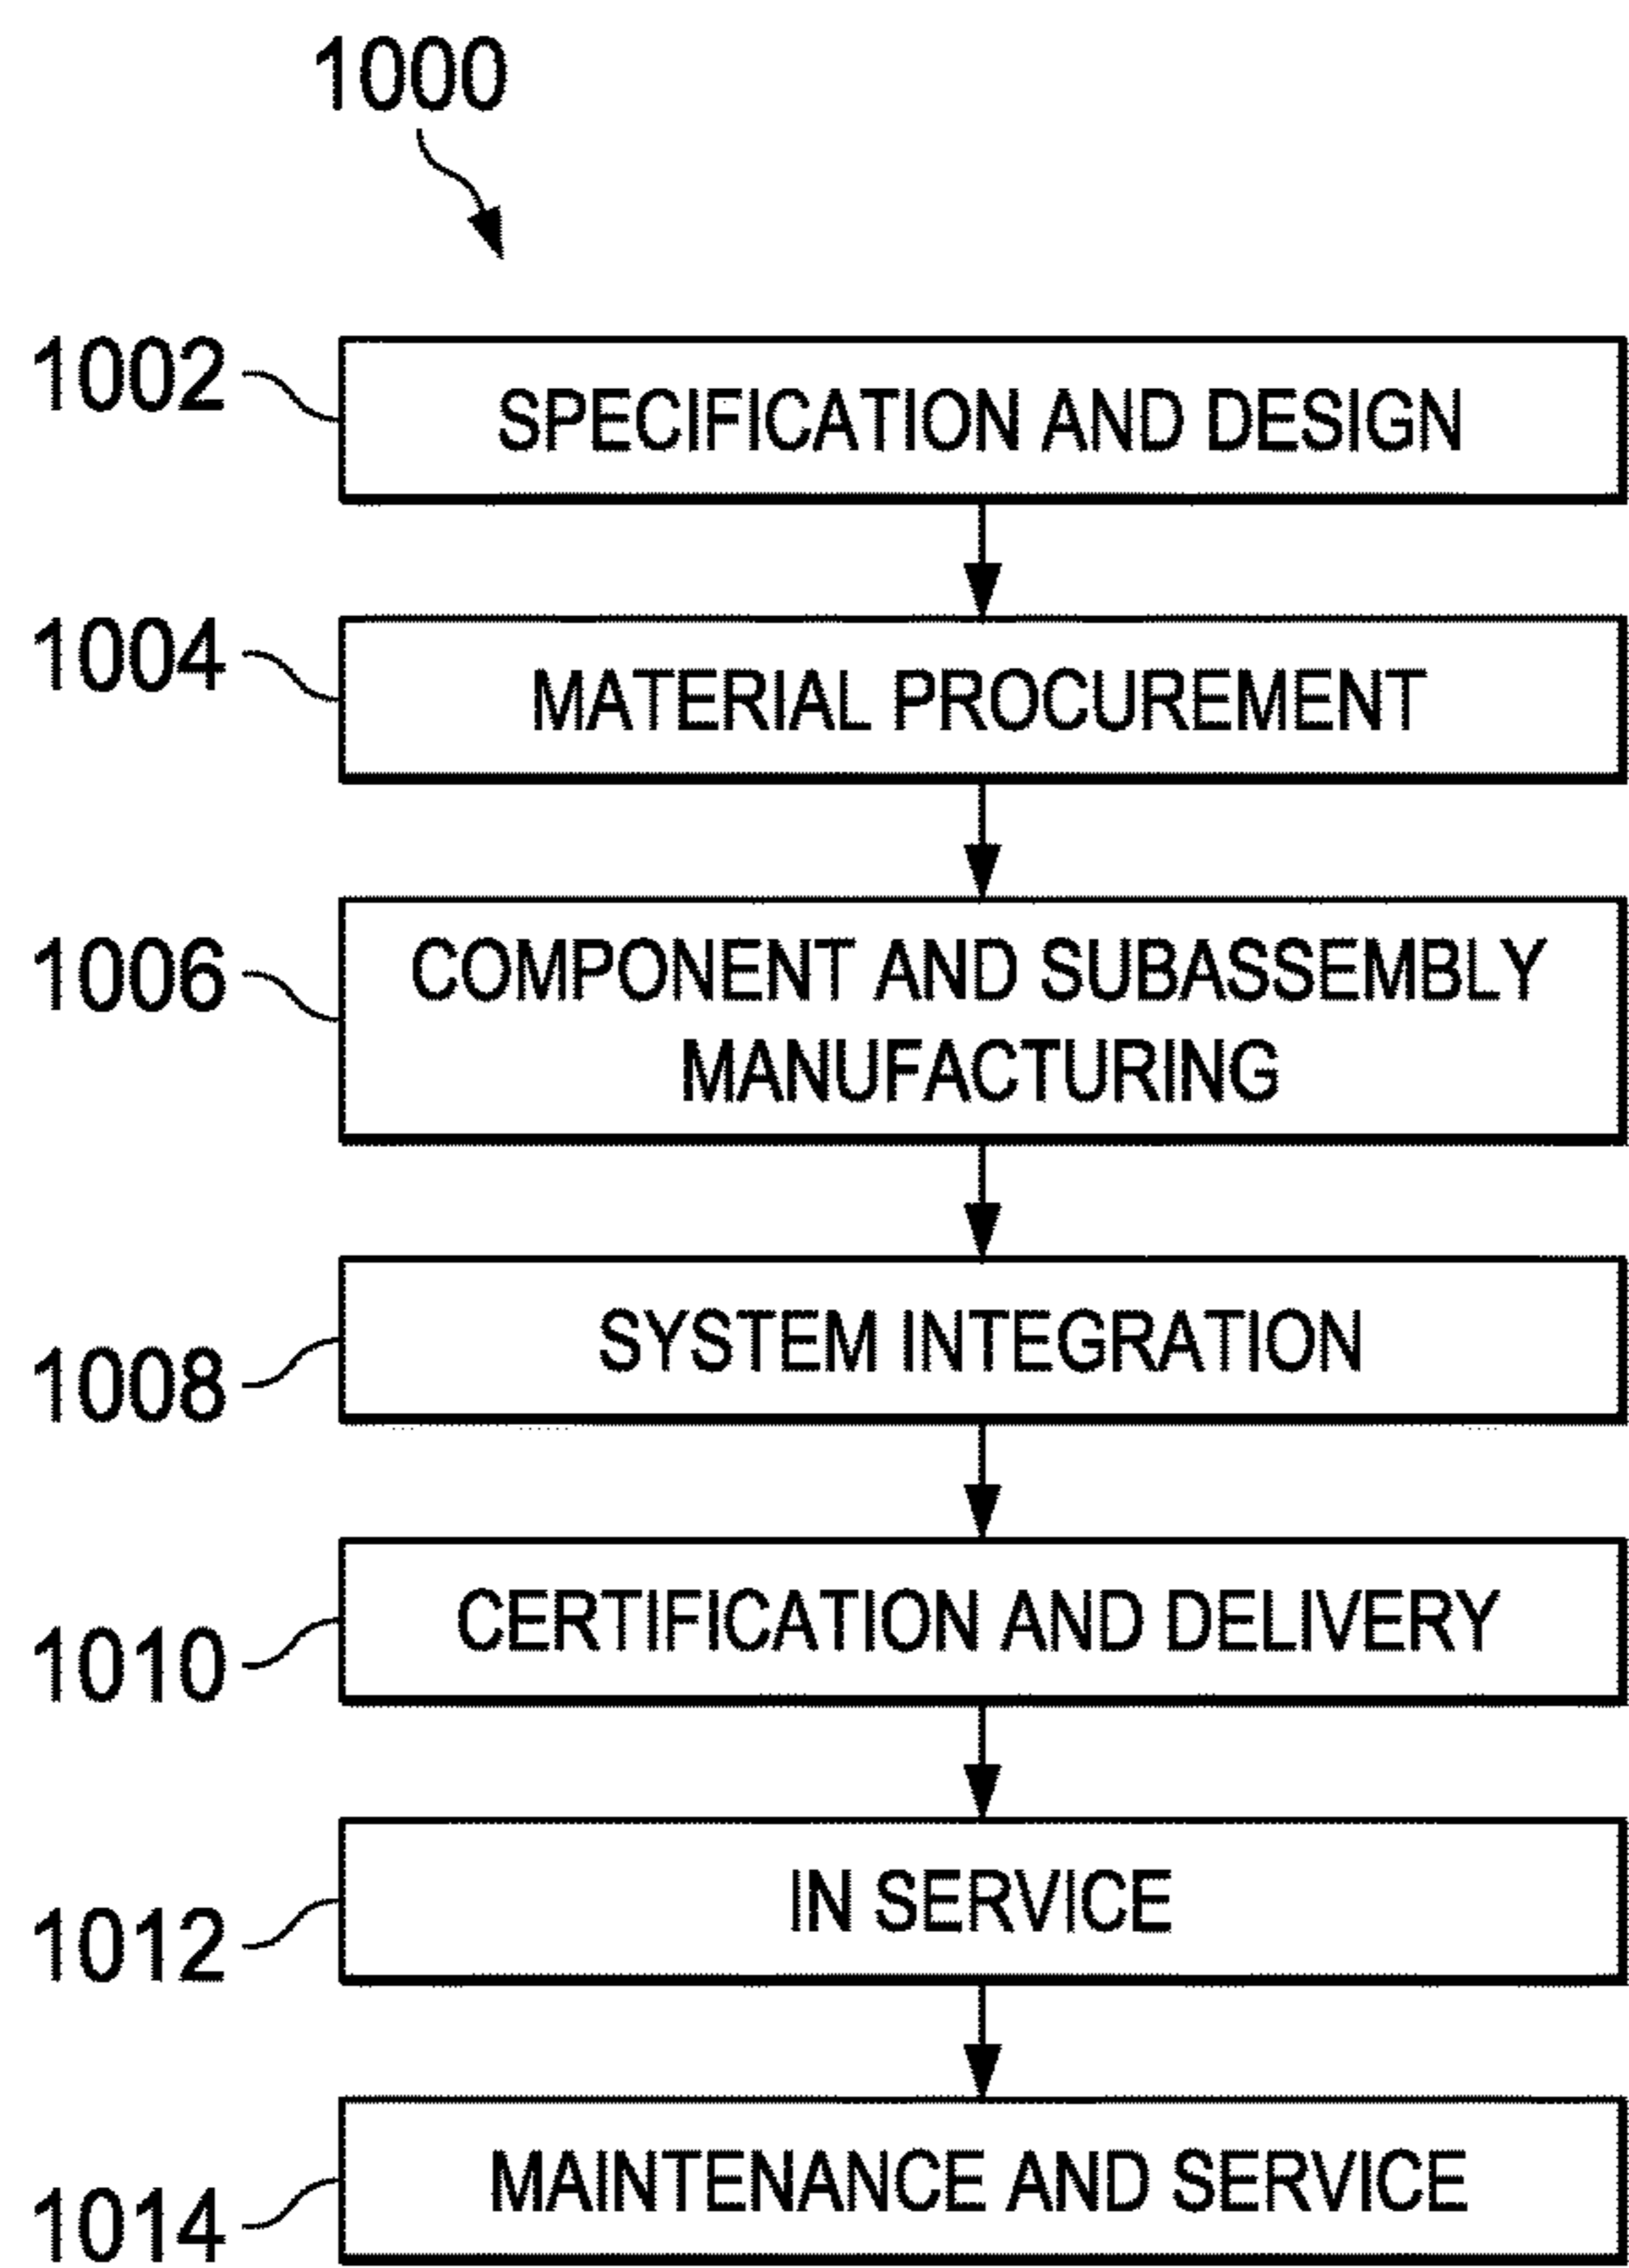 1000
1002
SPECIFICATION AND DESIGN
1004
MATERIAL PROCUREMENT
1006
COMPONENT AND SUBASSEMBLY
MANUFACTURING
1008
SYSTEM INTEGRATION
1010
CERTIFICATION AND DELIVERY
1012
IN SERVICE
1014
MAINTENANCE AND SERVICE